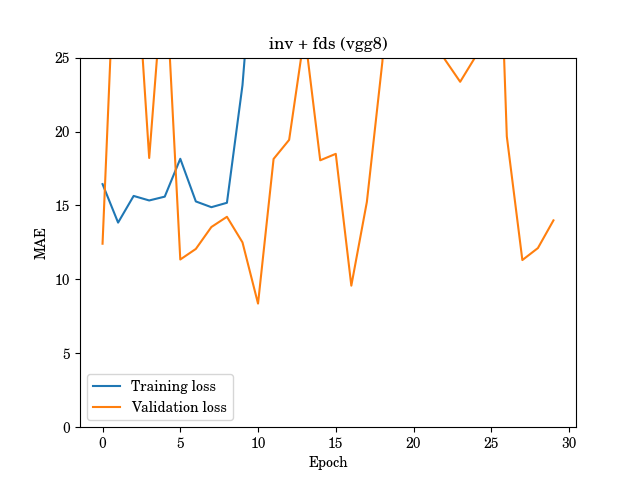 inv + fds (vgg8)
25
20
15
10
5
0
MAE
Training loss
Validation loss
0 5 10 15 20 25 30
Epoch